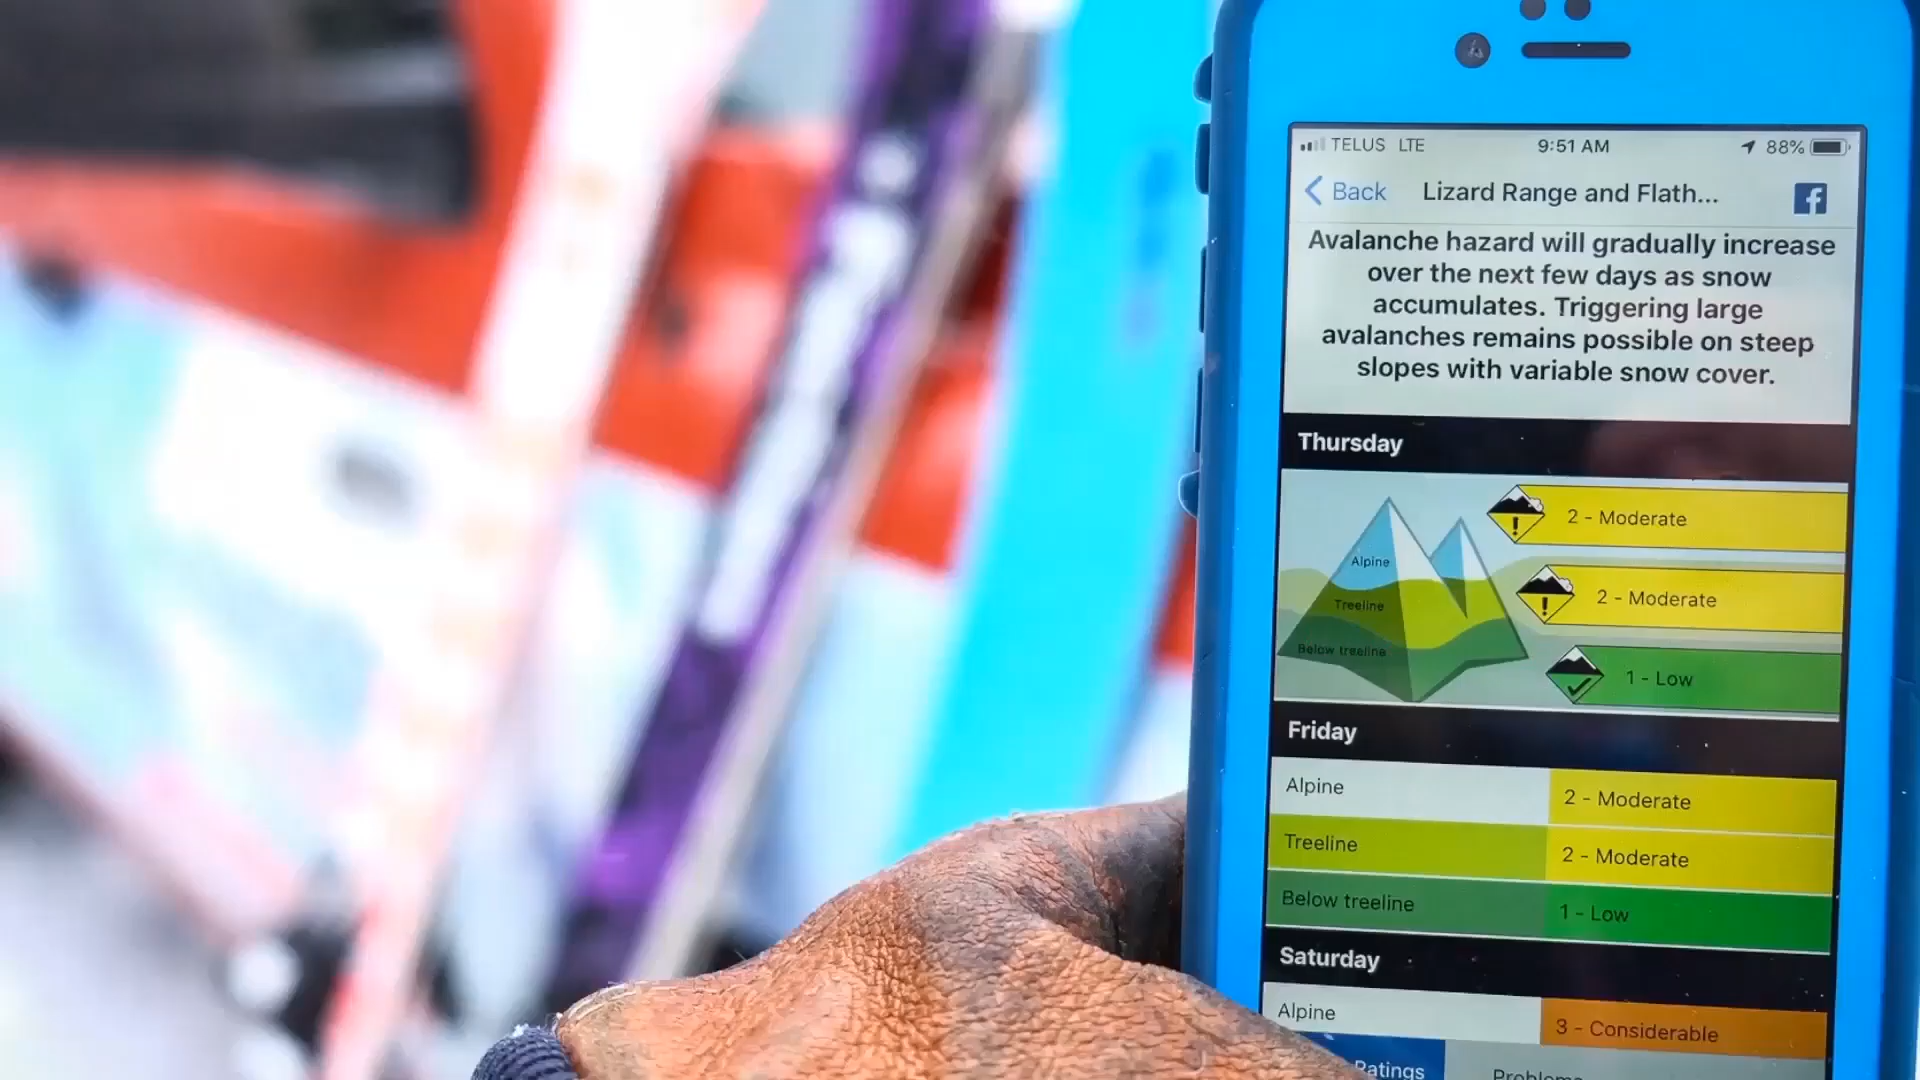 TELUS LTE 9:51 AM 88%
Back Lizard Range and Flath...
Avalanche hazard will gradually increase
over the next few days as snow
accumulates. Triggering large
avalanches remains possible on steep
slopes with variable snow cover.
Thursday
2 - Moderate
Alpine
2 - Moderate
Treeline
Below treeline
1 - Low
Friday
Alpine 2 - Moderate
Treeline 2 - Moderate
Below treeline 1 - Low
Saturday
Alpine 3 - Considerable
Ratings Problems